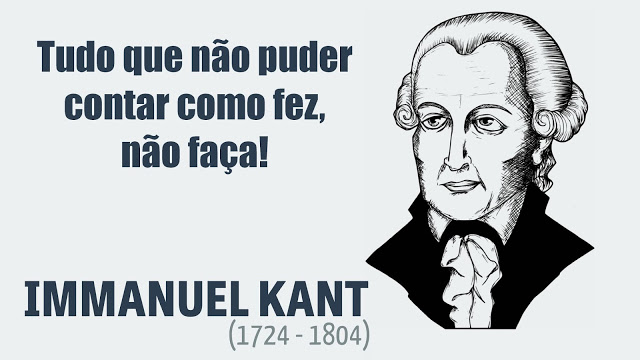 Tudo que não puder
contar como fez,
não faça!
IMMANUEL KANT
(1724 - 1804)